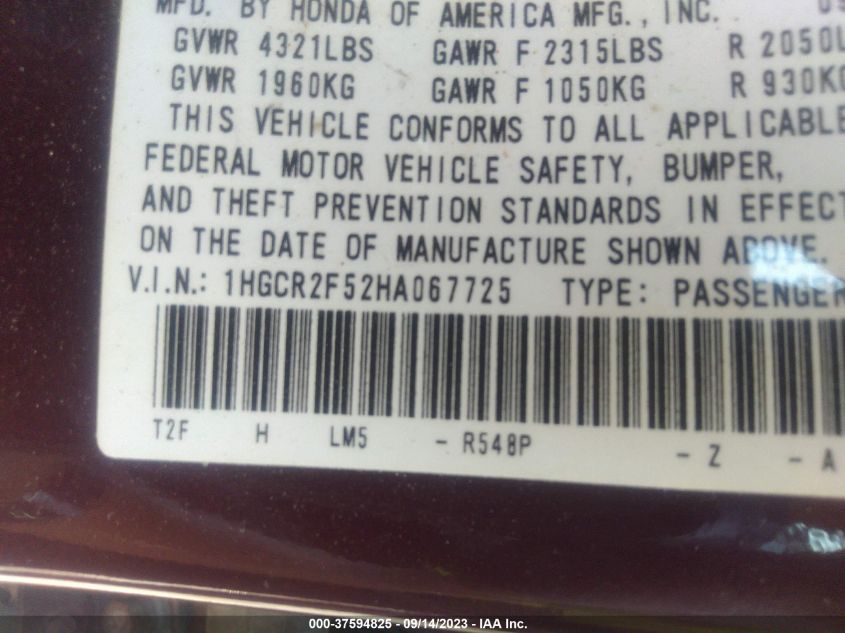 MFD. BY HONDA OF AMERICA MFG., INC.
GVWR 4321LBS GAWR F 2315LBS R 2050L
GVWR 1960KG GAWR F 1050KG R 930KG
THIS VEHICLE CONFORMS TO ALL APPLICABLE
FEDERAL MOTOR VEHICLE SAFETY, BUMPER,
AND THEFT PREVENTION STANDARDS IN EFFECT
ON THE DATE OF MANUFACTURE SHOWN ABOVE.
V.I.N.: 1HGCR2F52HA067725 TYPE: PASSENGER
T2F H LM5 - R548P - Z - A
000-37594825 - 09/14/2023 - IAA Inc.